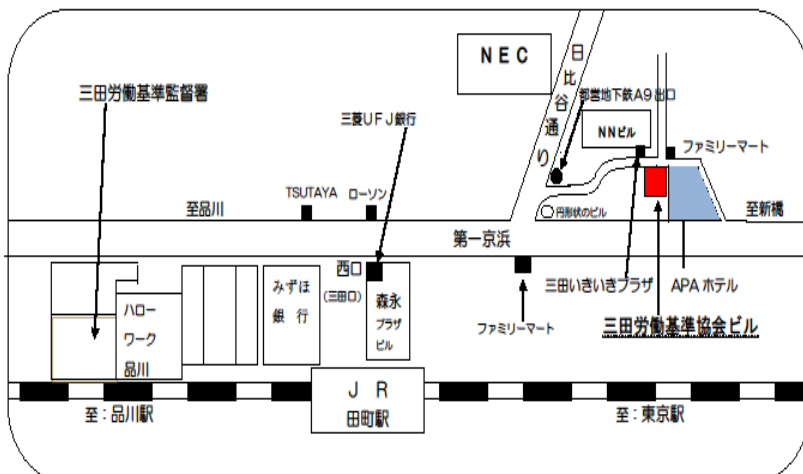 NEC
日比谷通り
三田労働基準監督署
都営地下鉄A9出口
三菱UFJ銀行
NNビル
ファミリーマート
TSUTAYA
ローソン
至品川
円形状のビル
至新橋
第一京浜
西口
(三田口)
みずほ
銀行
森永
プラザ
ビル
ハロー
ワーク
品川
三田いきいきプラザ
APAホテル
ファミリーマート
三田労働基準協会ビル
JR
田町駅
至:品川駅
至:東京駅